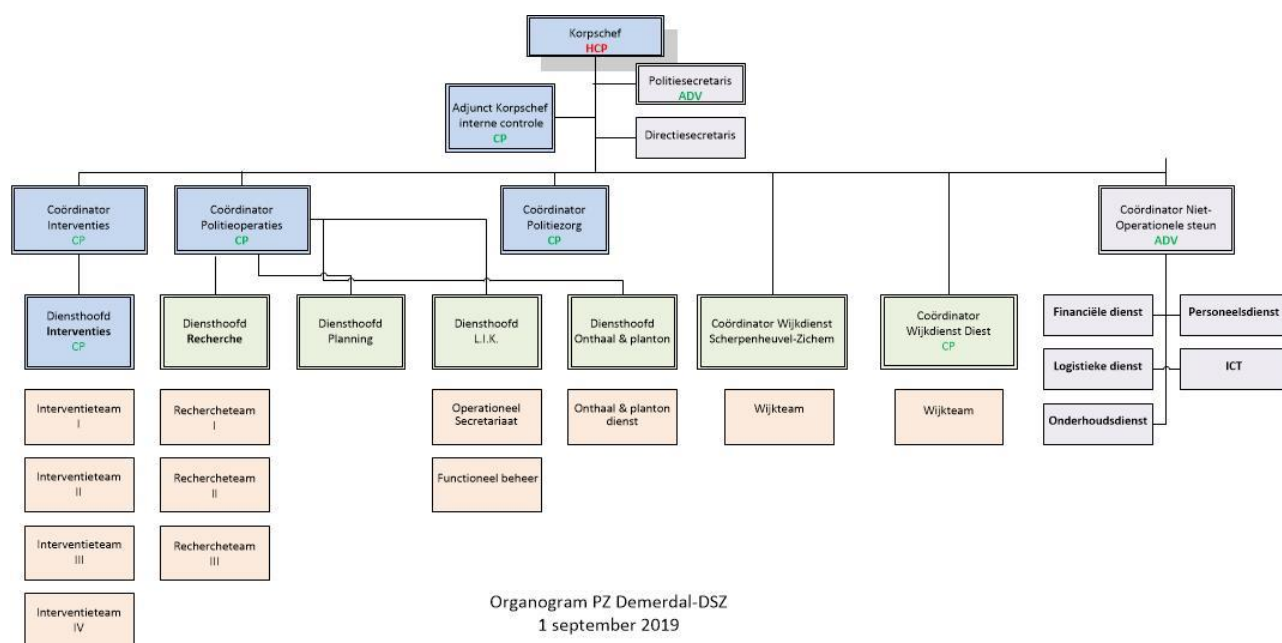 Korpschef
HCP
Politiesecretaris
ADV
Adjunct Korpschef
interne controle
CP
Directiesecretaris
Coördinator
Interventies
CP
Coördinator
Politieoperaties
CP
Coördinator
Politiezorg
CP
Coördinator Niet-
Operationele steun
ADV
Diensthoofd
Interventies
CP
Diensthoofd
Recherche
Diensthoofd
Planning
Diensthoofd
L.I.K.
Diensthoofd
Onthaal & planton
Coördinator Wijkdienst
Scherpenheuvel-Zichem
Coördinator
Wijkdienst Diest
CP
Financiële dienst
Personeelsdienst
Logistieke dienst
ICT
Onderhoudsdienst
Interventieteam
I
Rechercheteam
I
Operationeel
Secretariaat
Onthaal & planton
dienst
Wijkteam
Wijkteam
Interventieteam
II
Rechercheteam
II
Functioneel beheer
Interventieteam
III
Rechercheteam
III
Interventieteam
IV
Organogram PZ Demerdal-DSZ
1 september 2019